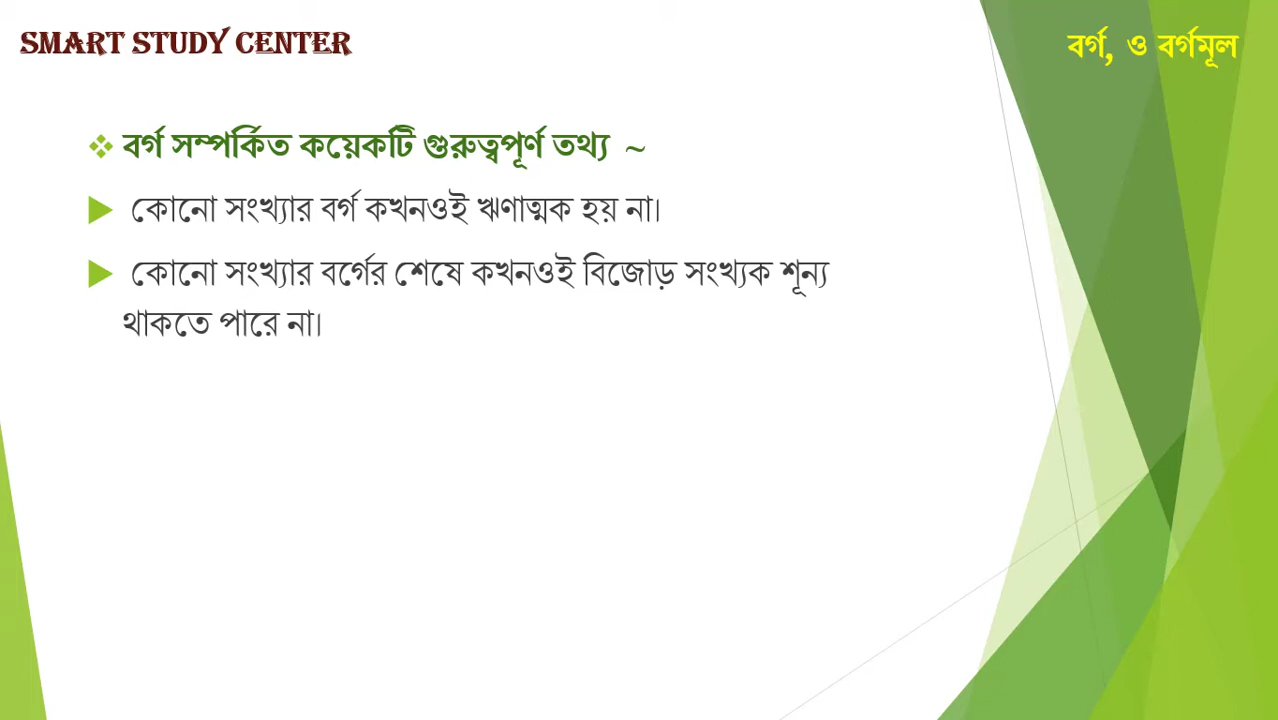 SMART STUDY CENTER
বর্গ, ও বর্গমূল
বর্গ সম্পর্কিত কয়েকটি গুরুত্বপূর্ণ তথ্য ~
কোনো সংখ্যার বর্গ কখনওই ঋণাত্মক হয় না।
কোনো সংখ্যার বর্গের শেষে কখনওই বিজোড় সংখ্যক শূন্য
থাকতে পারে না।